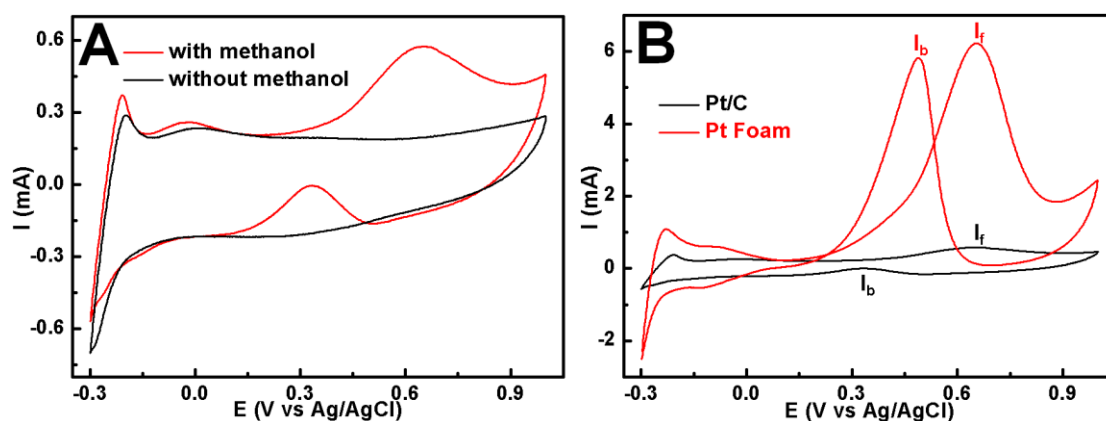 A
with methanol
without methanol
0.6
0.3
0.0
-0.3
-0.6
I (mA)
-0.3 0.0 0.3 0.6 0.9
E (V vs Ag/AgCl)
B
Ib
If
Pt/C
Pt Foam
If
Ib
6
4
2
0
-2
I (mA)
-0.3 0.0 0.3 0.6 0.9
E (V vs Ag/AgCl)